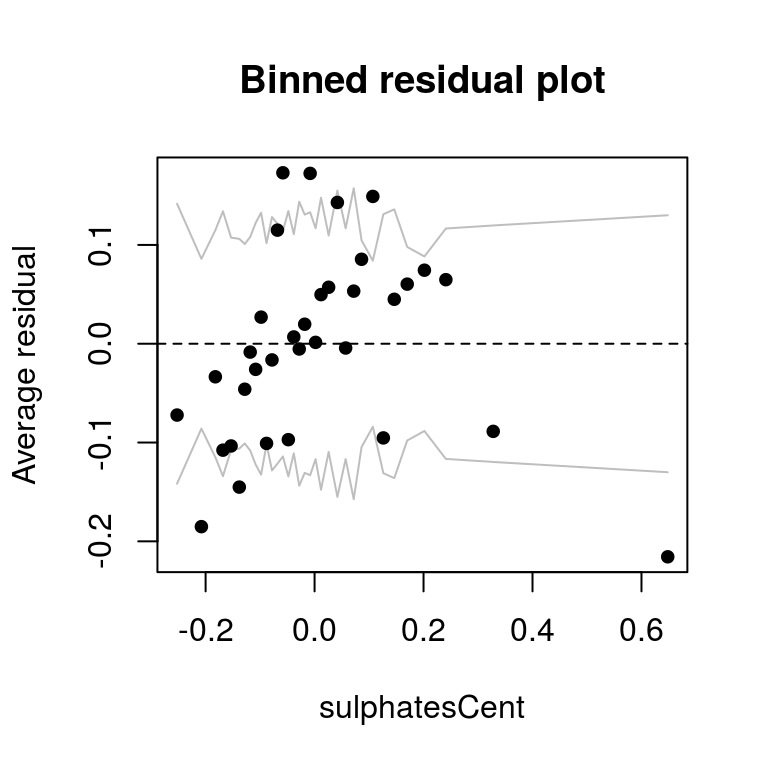 Binned residual plot
Average residual
0.1
0.0
-0.1
-0.2
-0.2 0.0 0.2 0.4 0.6
sulphatesCent